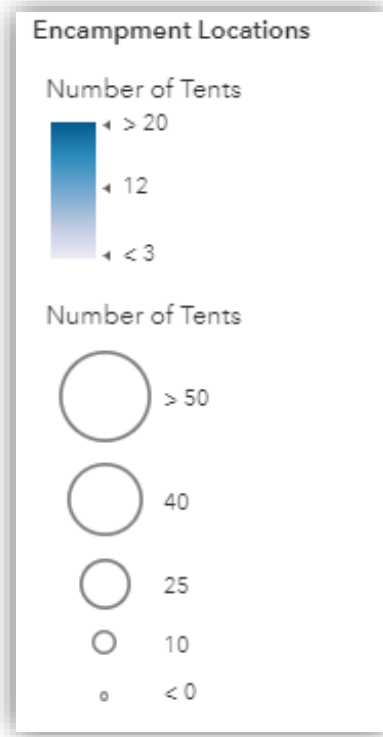 Encampment Locations
Number of Tents
> 20
12
< 3
Number of Tents
> 50
40
25
10
< 0